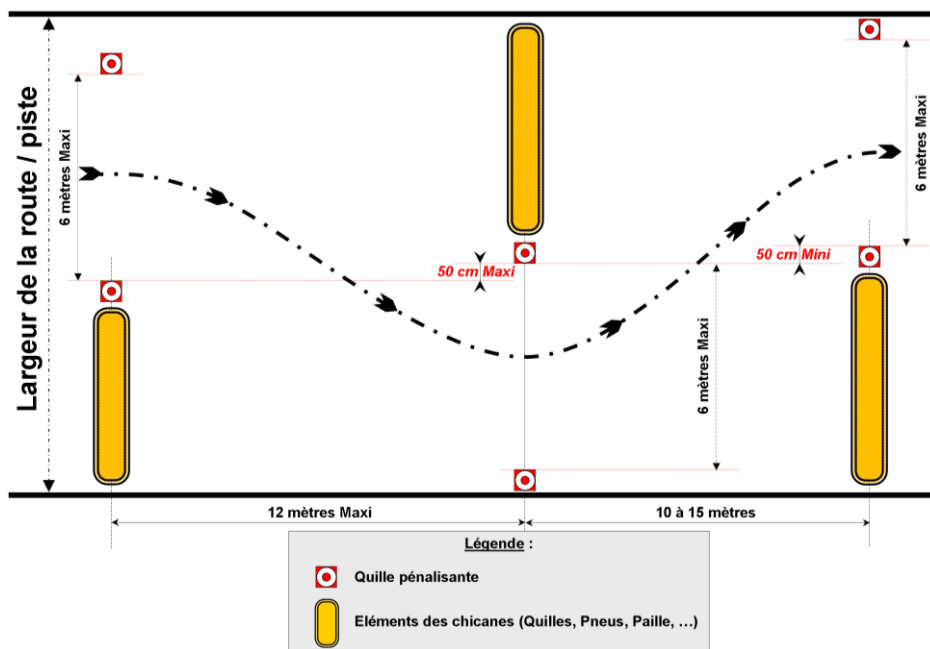 Largeur de la route / piste
6 mètres Maxi
50 cm Maxi
6 mètres Maxi
50 cm Mini
6 mètres Maxi
12 mètres Maxi
10 à 15 mètres
Légende :
Quille pénalisante
Eléments des chicanes (Quilles, Pneus, Paille, ...)